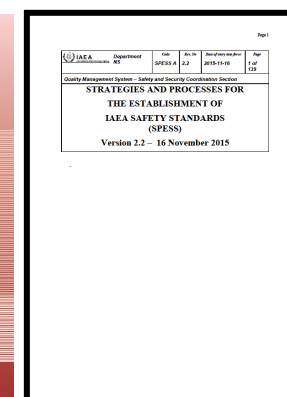 Page 1
IAEA
Department
NS
Code
SPESS A
Rev. No
2.2
Date of entry into force
2015-11-16
Page
1 of
139
Quality Management System – Safety and Security Coordination Section
STRATEGIES AND PROCESSES FOR
THE ESTABLISHMENT OF
IAEA SAFETY STANDARDS
(SPESS)
Version 2.2 – 16 November 2015